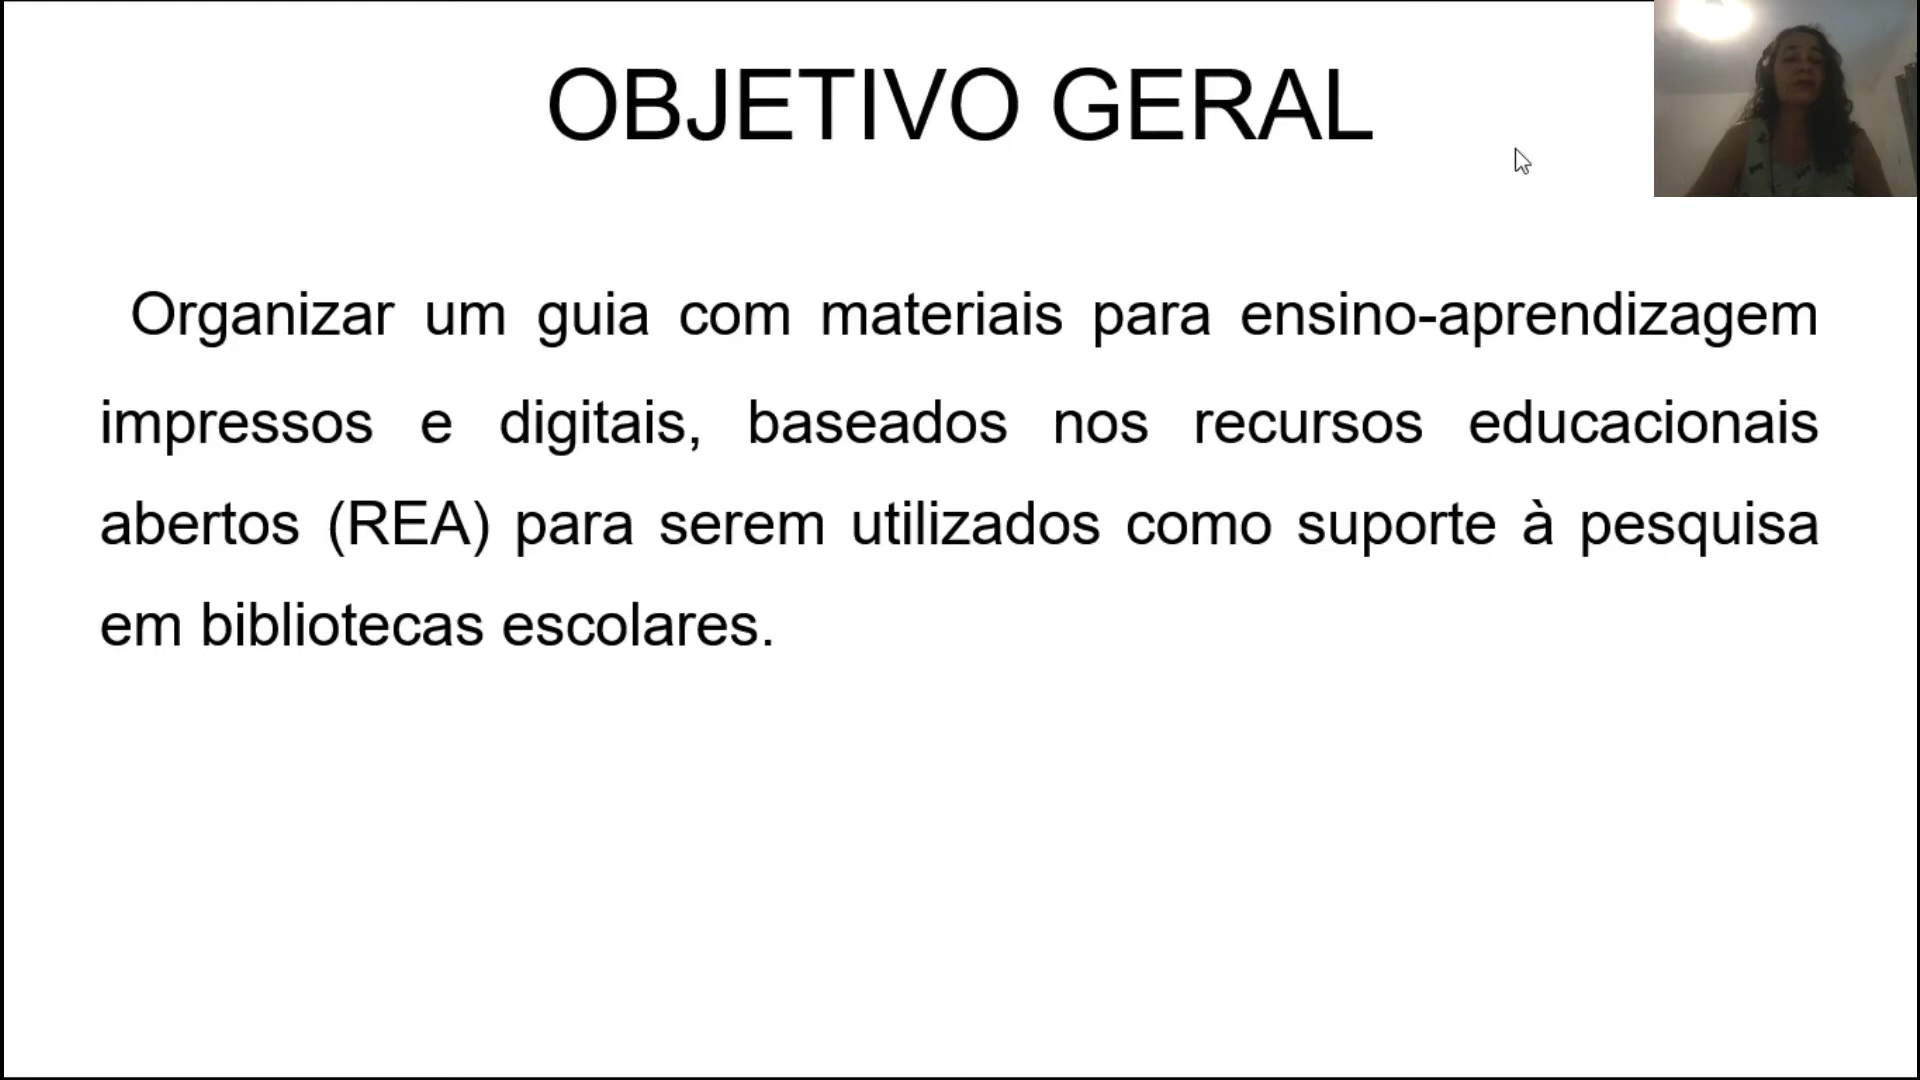 OBJETIVO GERAL
Organizar um guia com materiais para ensino-aprendizagem
impressos e digitais, baseados nos recursos educacionais
abertos (REA) para serem utilizados como suporte à pesquisa
em bibliotecas escolares.